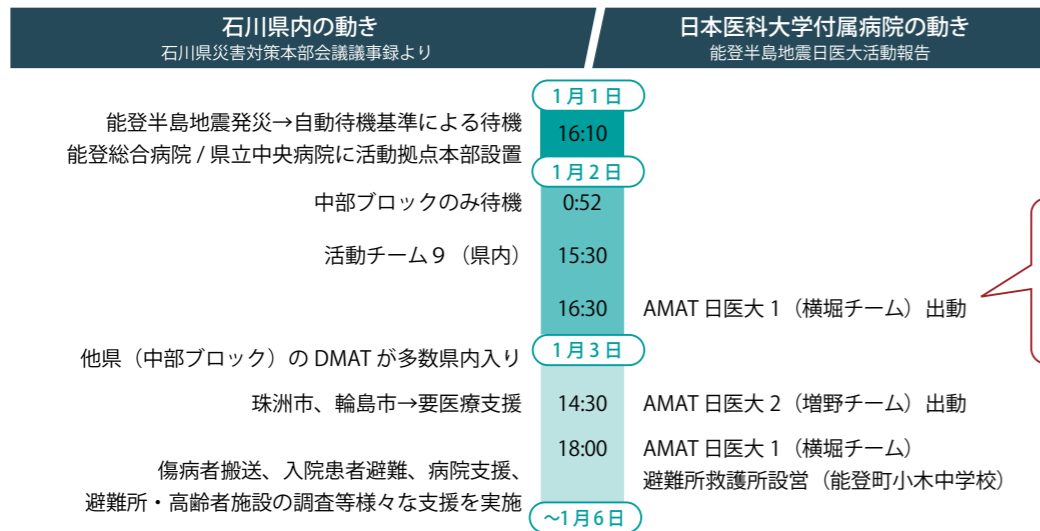 石川県内の動き
石川県災害対策本部会議議事録より
日本医科大学付属病院の動き
能登半島地震日医大活動報告
1月1日
能登半島地震発災→自動待機基準による待機
能登総合病院 / 県立中央病院に活動拠点本部設置
16:10
1月2日
中部ブロックのみ待機
0:52
活動チーム9（県内）
15:30
16:30
AMAT 日医大 1（横堀チーム）出動
1月3日
他県（中部ブロック）の DMAT が多数県内入り
珠洲市、輪島市→要医療支援
14:30
AMAT 日医大 2（増野チーム）出動
18:00
AMAT 日医大 1（横堀チーム）
避難所救護所設営（能登町小木中学校）
傷病者搬送、入院患者避難、病院支援、
避難所・高齢者施設の調査等様々な支援を実施
～1月6日